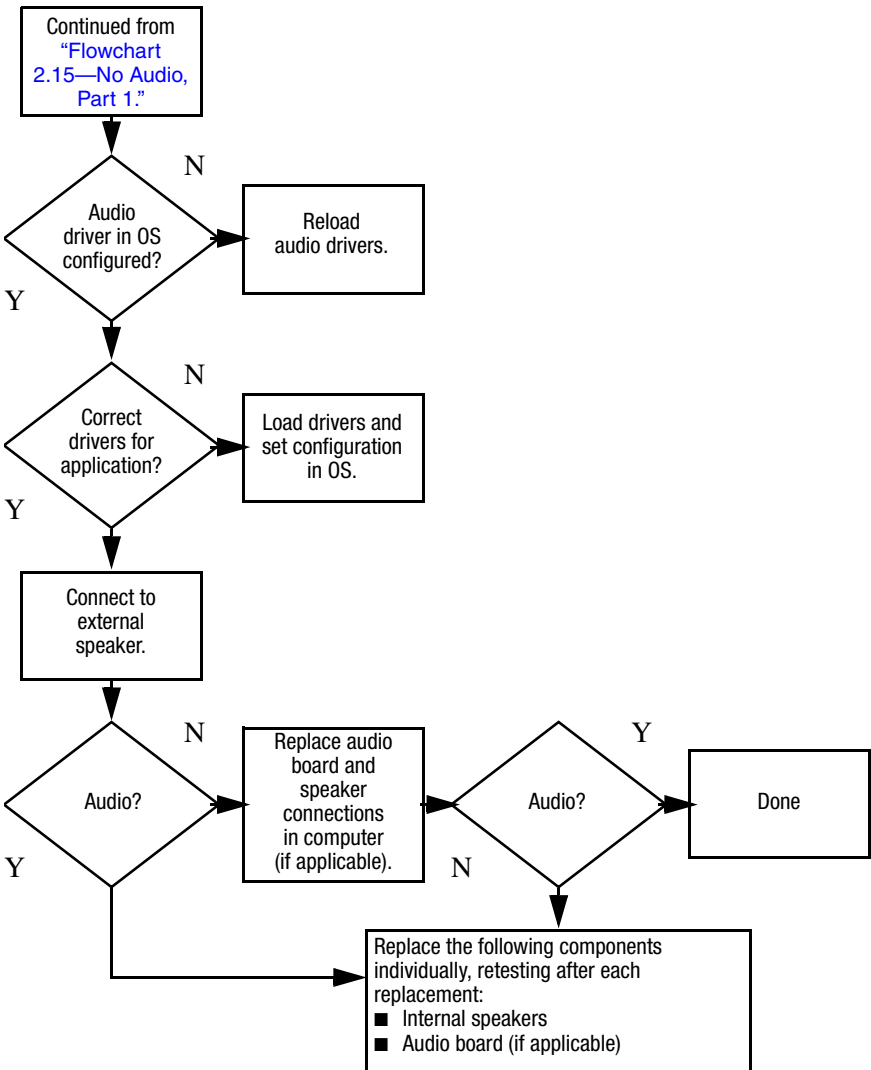 Continued from
“Flowchart
2.15—No Audio,
Part 1.”
N
Audio
driver in OS
configured?
Reload
audio drivers.
Y
N
Correct
drivers for
application?
Load drivers and
set configuration
in OS.
Y
Connect to
external
speaker.
N
Audio?
Y
Replace audio
board and
speaker
connections
in computer
(if applicable).
Y
Audio?
N
Done
Replace the following components
individually, retesting after each
replacement:
■ Internal speakers
■ Audio board (if applicable)